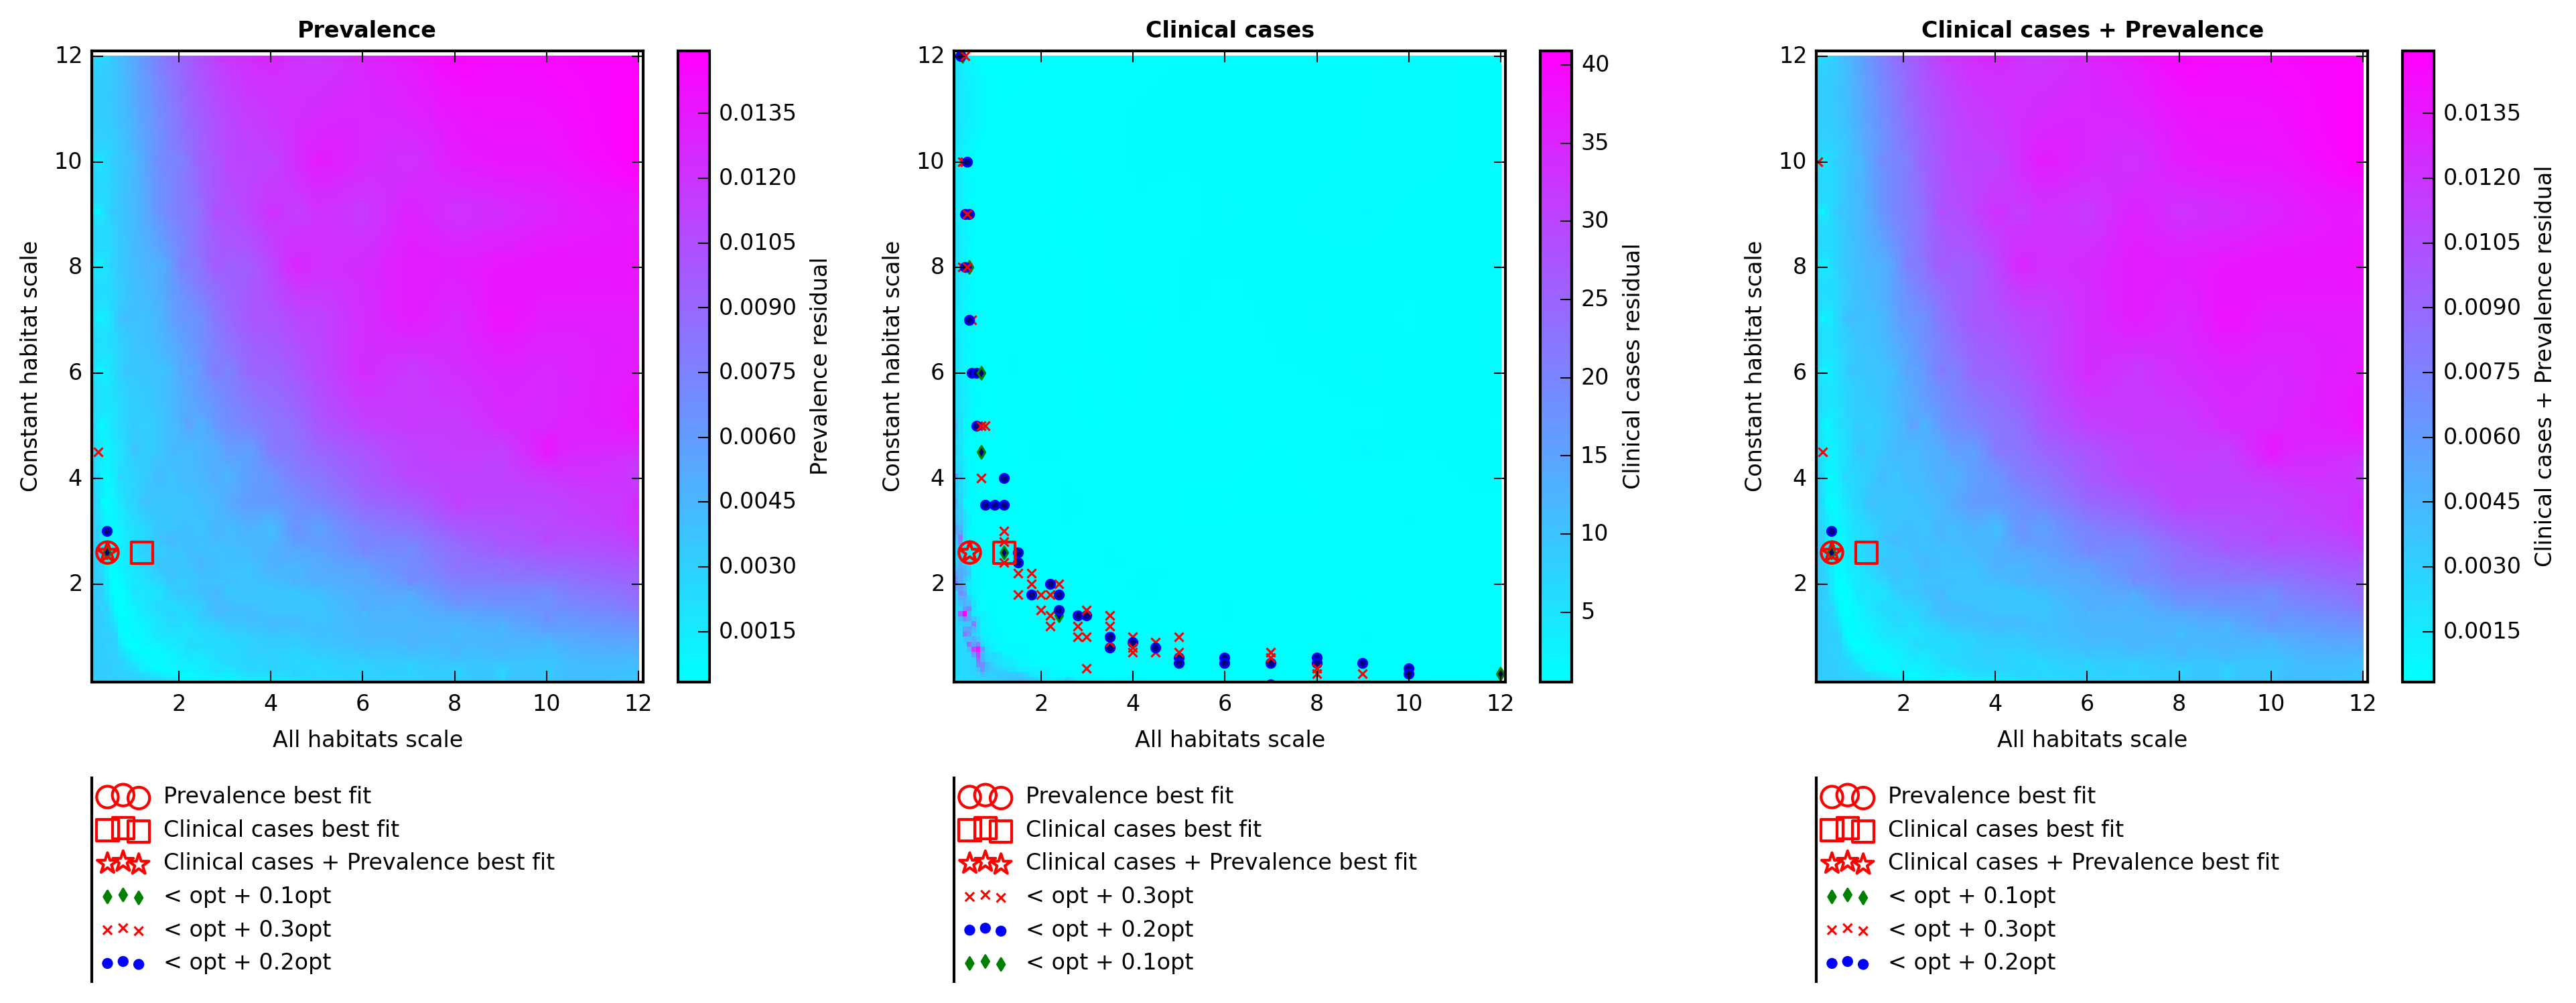 Prevalence
12
10
8
6
4
2
2 4 6 8 10 12
Constant habitat scale
All habitats scale
0.0135
0.0120
0.0105
0.0090
0.0075
0.0060
0.0045
0.0030
0.0015
Prevalence residual
Prevalence best fit
Clinical cases best fit
Clinical cases + Prevalence best fit
< opt + 0.1opt
< opt + 0.3opt
< opt + 0.2opt
Clinical cases
12
10
8
6
4
2
2 4 6 8 10 12
Constant habitat scale
All habitats scale
40
35
30
25
20
15
10
5
Clinical cases residual
Prevalence best fit
Clinical cases best fit
Clinical cases + Prevalence best fit
< opt + 0.3opt
< opt + 0.2opt
< opt + 0.1opt
Clinical cases + Prevalence
12
10
8
6
4
2
2 4 6 8 10 12
Constant habitat scale
All habitats scale
0.0135
0.0120
0.0105
0.0090
0.0075
0.0060
0.0045
0.0030
0.0015
Clinical cases + Prevalence residual
Prevalence best fit
Clinical cases best fit
Clinical cases + Prevalence best fit
< opt + 0.1opt
< opt + 0.3opt
< opt + 0.2opt